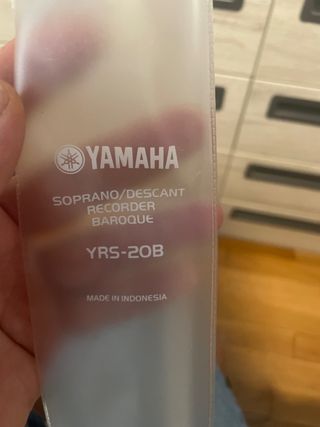 YAMAHA
SOPRANO/DESCANT
RECORDER
BAROQUE
YRS-20B
MADE IN INDONESIA